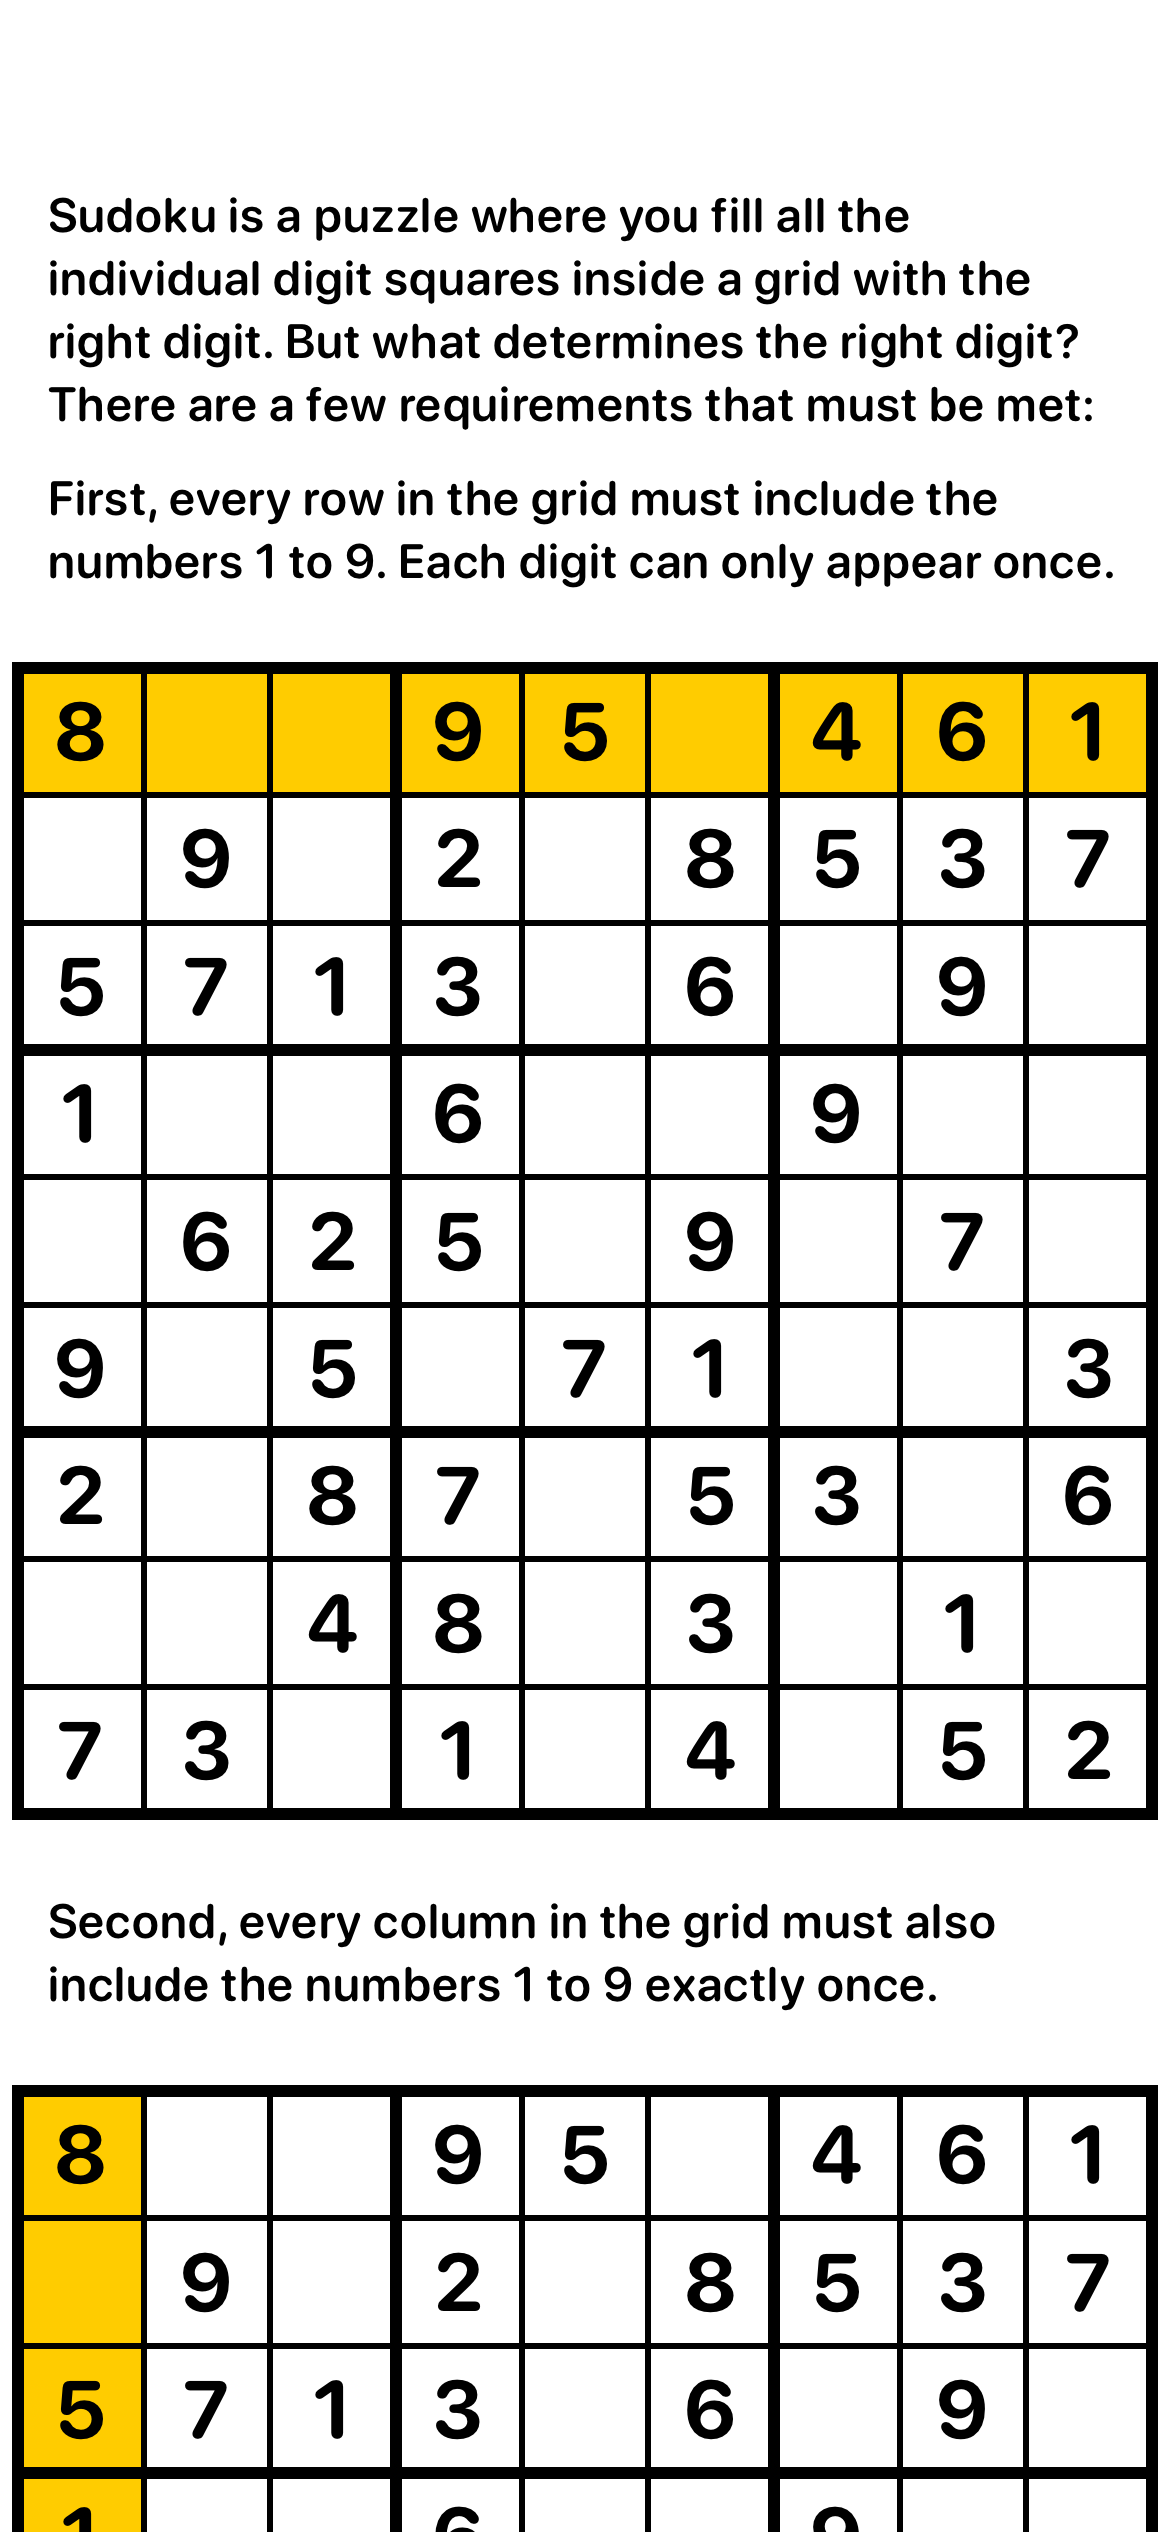 Sudoku is a puzzle where you fill all the
individual digit squares inside a grid with the
right digit. But what determines the right digit?
There are a few requirements that must be met:
First, every row in the grid must include the
numbers 1 to 9. Each digit can only appear once.
8 9 5 4 6 1
9 2 8 5 3 7
5 7 1 3 6 9
1 6 9
6 2 5 9 7
9 5 7 1 3
2 8 7 5 3 6
4 8 3 1
7 3 1 4 5 2
Second, every column in the grid must also
include the numbers 1 to 9 exactly once.
8 9 5 4 6 1
9 2 8 5 3 7
5 7 1 3 6 9
1 6 9